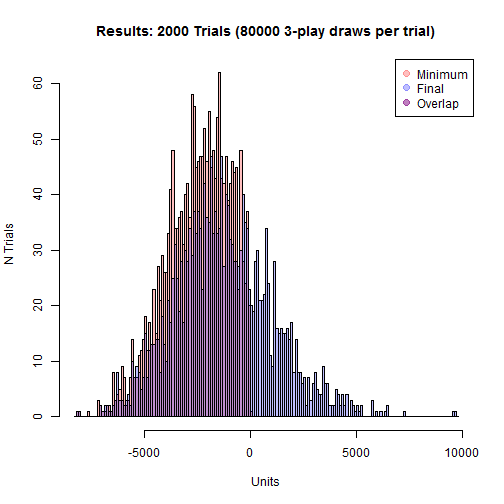 Results: 2000 Trials (80000 3-play draws per trial)
Minimum
Final
Overlap
N Trials
60
50
40
30
20
10
0
-5000 0 5000 10000
Units